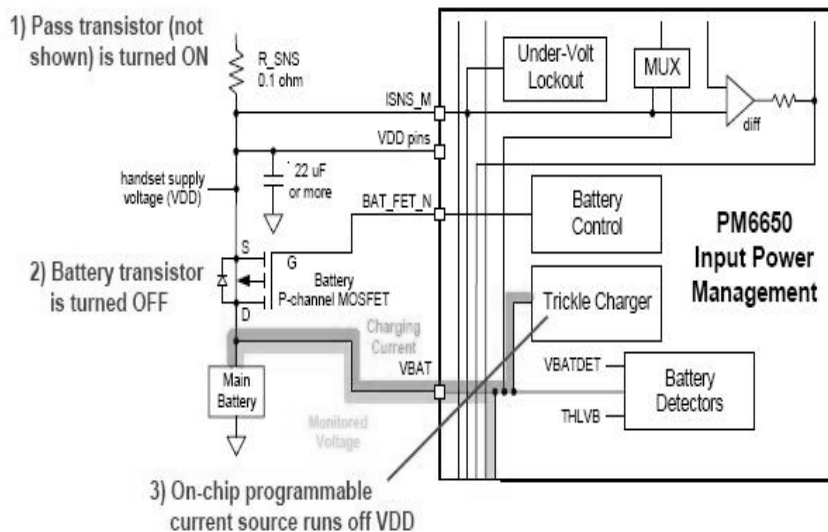 1) Pass transistor (not
shown) is turned ON
R_SNS
0.1 ohm
ISNS_M
VDD pins
22 uF
or more
handset supply
voltage (VDD)
BAT_FET_N
S
G
D
Battery
P-channel MOSFET
2) Battery transistor
is turned OFF
Charging
Current
VBAT
Main
Battery
Monitored
Voltage
3) On-chip programmable
current source runs off VDD
Under-Volt
Lockout
MUX
diff
Battery
Control
PM6650
Input Power
Management
Trickle Charger
VBATDET
THLVB
Battery
Detectors